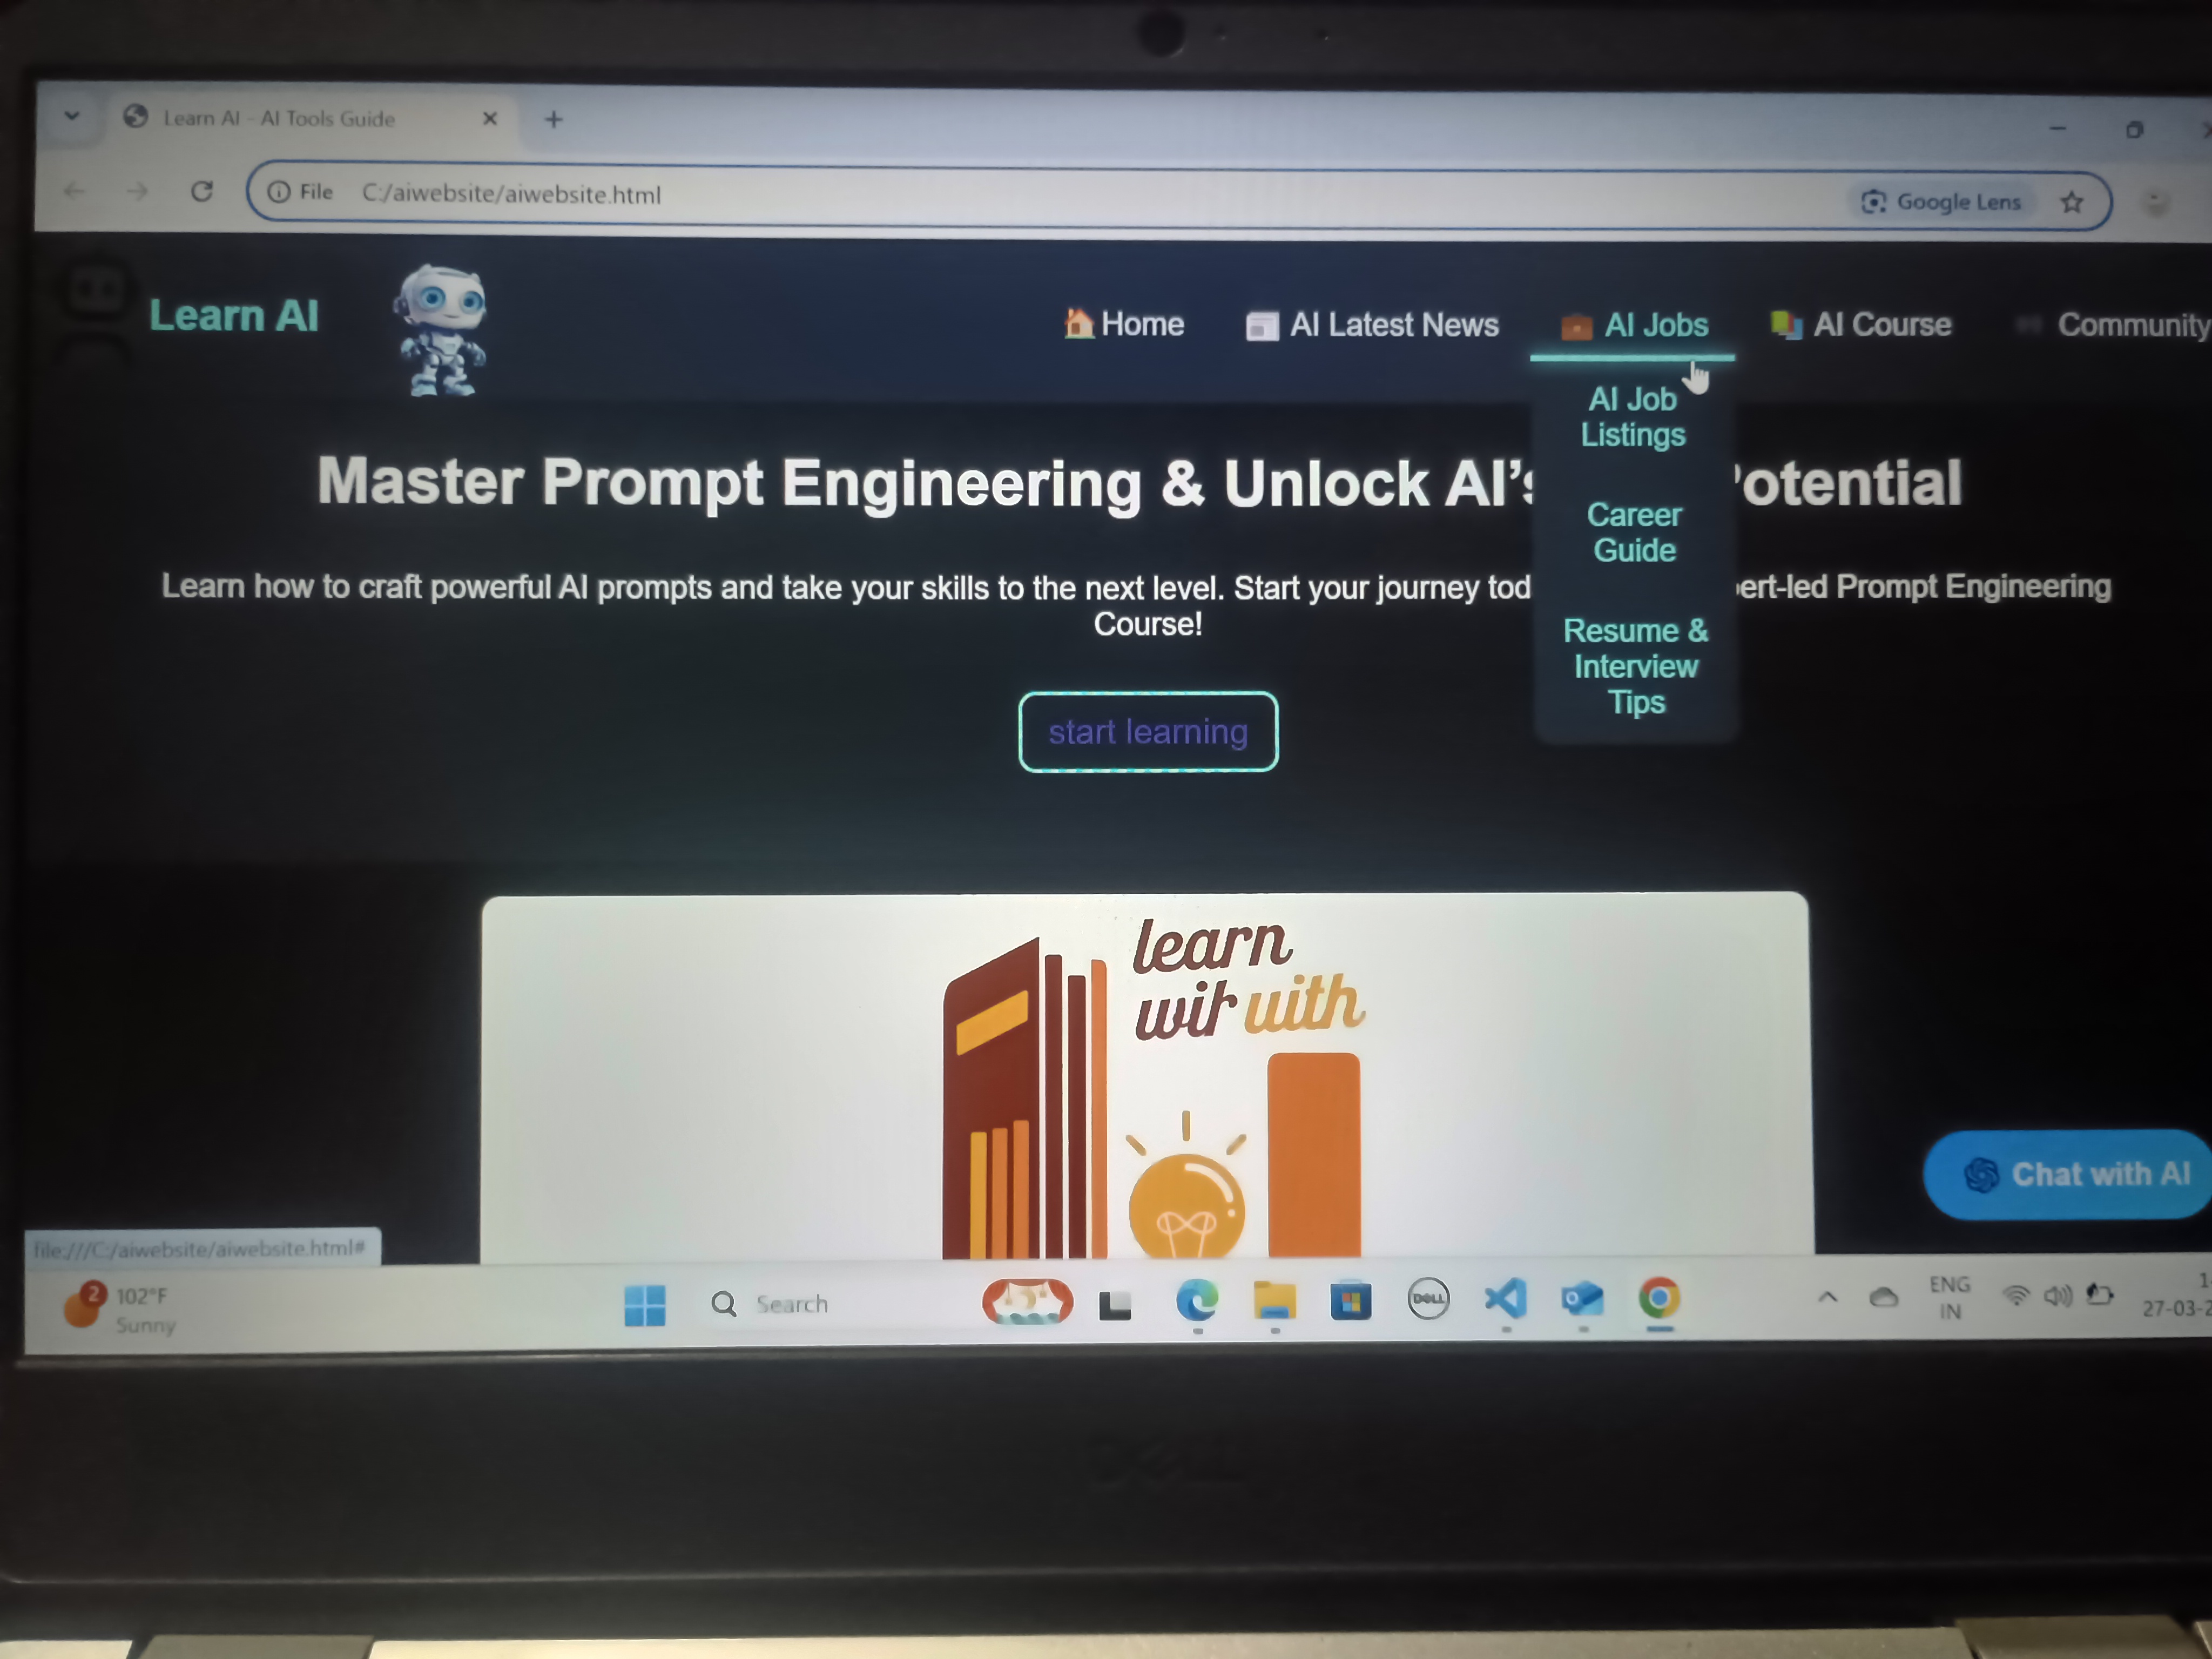 Learn AI - AI Tools Guide
File C:/aiwebsite/aiwebsite.html
Google Lens
Learn AI
Home
AI Latest News
AI Jobs
AI Course
Community
AI Job
Listings
Career
Guide
Resume &
Interview
Tips
Master Prompt Engineering & Unlock AI's otential
Learn how to craft powerful AI prompts and take your skills to the next level. Start your journey tod ert-led Prompt Engineering
Course!
start learning
learn
with
Chat with AI
file:///C:/aiwebsite/aiwebsite.html#
2
102°F
Sunny
Search
DELL
ENG
IN
27-03-2